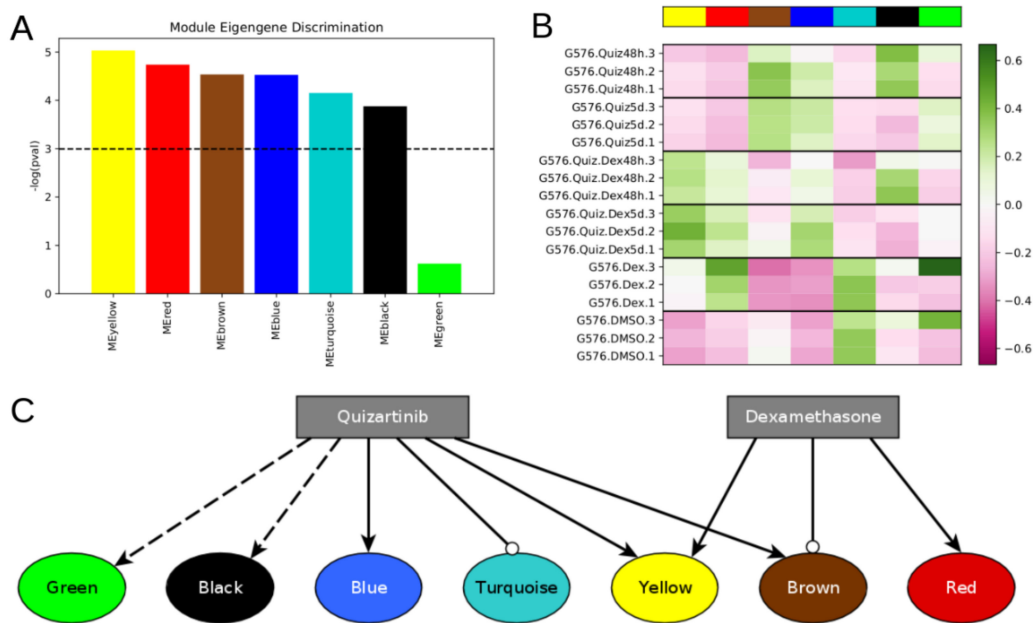 A
Module Eigengene Discrimination
5
4
3
4
2
1
0
-log(pval)
MEyellow
MEred
MEbrown
MEblue
MEturquoise
MEblack
MEgreen
B
G576.Quiz48h.3
G576.Quiz48h.2
G576.Quiz48h.1
G576.Quiz5d.3
G576.Quiz5d.2
G576.Quiz5d.1
G576.Quiz.Dex48h.3
G576.Quiz.Dex48h.2
G576.Quiz.Dex48h.1
G576.Quiz.Dex5d.3
G576.Quiz.Dex5d.2
G576.Quiz.Dex5d.1
G576.Dex.3
G576.Dex.2
G576.Dex.1
G576.DMSO.3
G576.DMSO.2
G576.DMSO.1
0.6
0.4
0.2
0.0
−0.2
−0.4
−0.6
C
Quizartinib
Dexamethasone
Green
Black
Blue
Turquoise
Yellow
Brown
Red